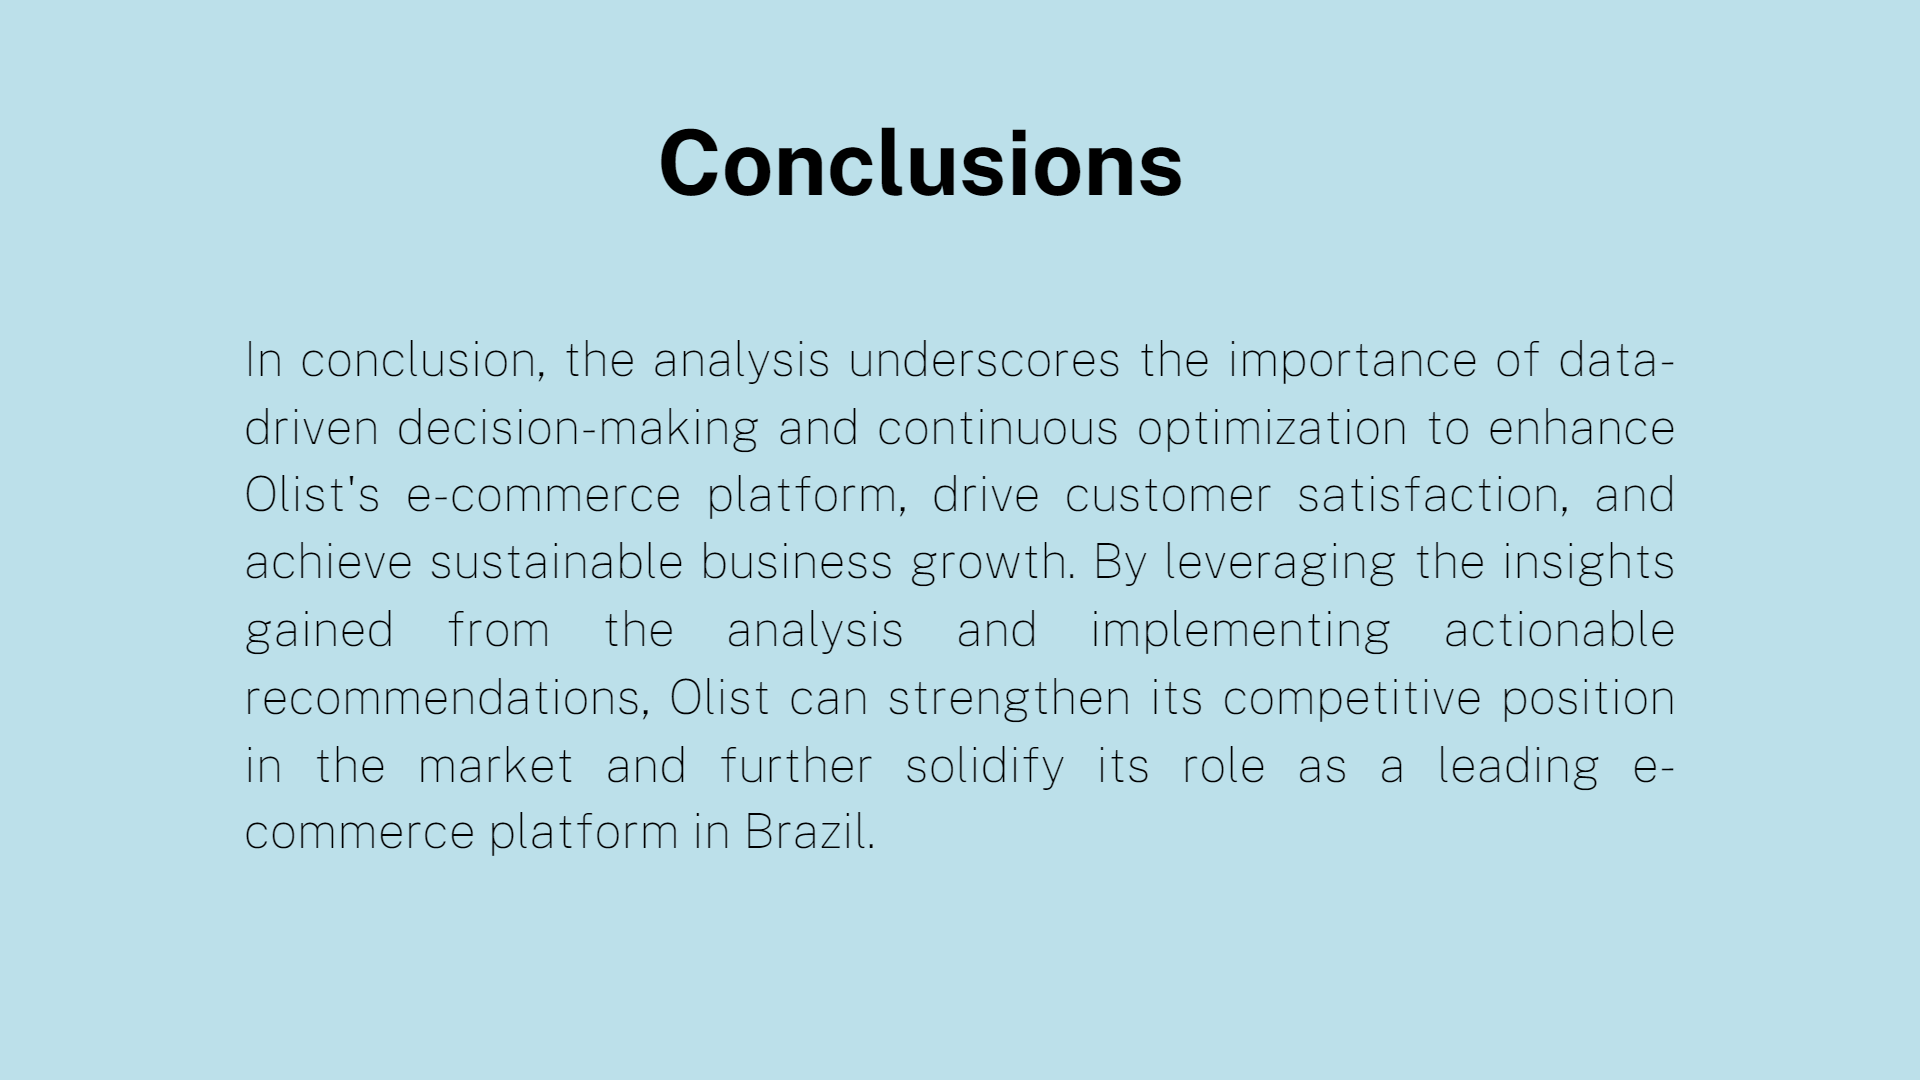 Conclusions
In conclusion, the analysis underscores the importance of data-
driven decision-making and continuous optimization to enhance
Olist's e-commerce platform, drive customer satisfaction, and
achieve sustainable business growth. By leveraging the insights
gained from the analysis and implementing actionable
recommendations, Olist can strengthen its competitive position
in the market and further solidify its role as a leading e-
commerce platform in Brazil.